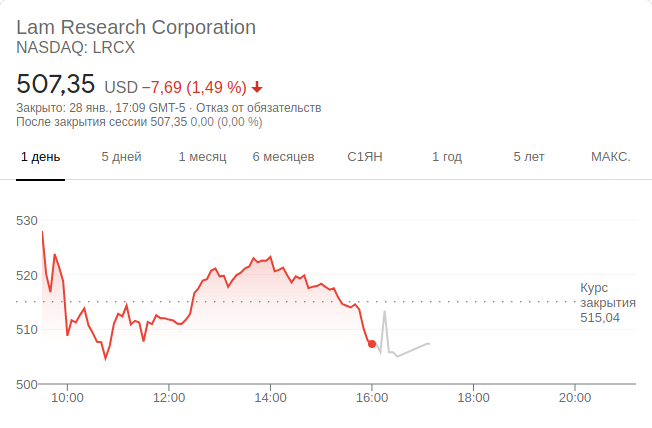 Lam Research Corporation
NASDAQ: LRCX
507,35 USD −7,69 (1,49 %)
Закрыто: 28 янв., 17:09 GMT-5 · Отказ от обязательств
После закрытия сессии 507,35 0,00 (0,00 %)
1 день 5 дней 1 месяц 6 месяцев С1ЯН 1 год 5 лет МАКС.
530
520
Курс
закрытия
515,04
510
500
10:00 12:00 14:00 16:00 18:00 20:00